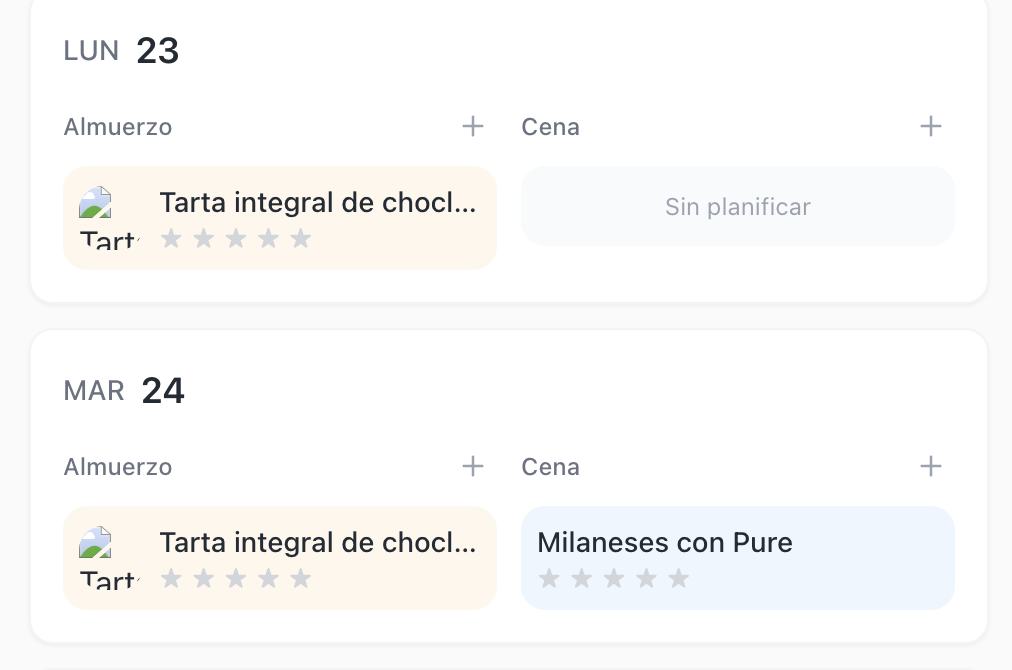 LUN 23
Almuerzo
Cena
Tarta integral de chocl...
Tart
Sin planificar
MAR 24
Almuerzo
Cena
Tarta integral de chocl...
Tart
Milaneses con Pure